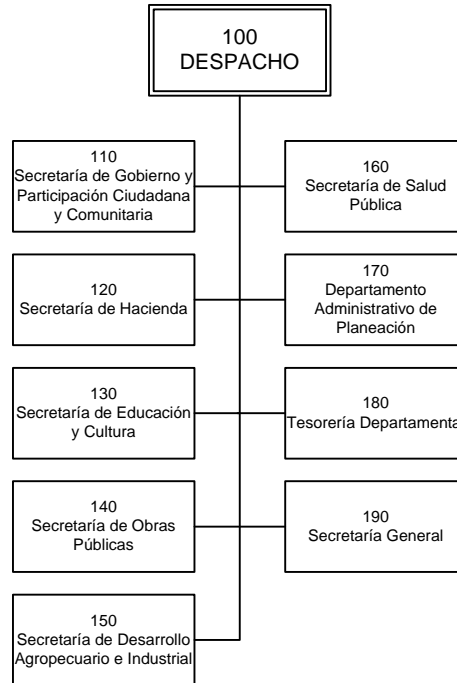 100
DESPACHO
110
Secretaría de Gobierno y
Participación Ciudadana
y Comunitaria
120
Secretaría de Hacienda
130
Secretaría de Educación
y Cultura
140
Secretaría de Obras
Públicas
150
Secretaría de Desarrollo
Agropecuario e Industrial
160
Secretaría de Salud
Pública
170
Departamento
Administrativo de
Planeación
180
Tesorería Departamenta
190
Secretaría General